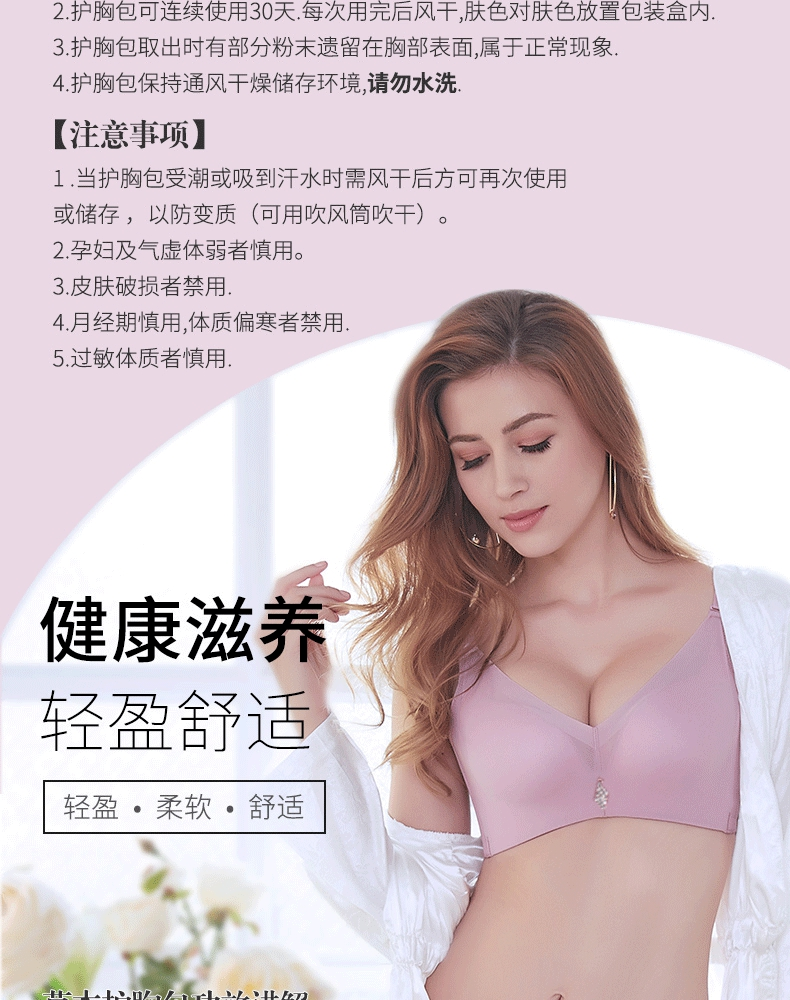 2.护胸包可连续使用30天.每次用完后风干,肤色对肤色放置包装盒内.
3.护胸包取出时有部分粉末遗留在胸部表面,属于正常现象.
4.护胸包保持通风干燥储存环境,请勿水洗.
【注意事项】
1 .当护胸包受潮或吸到汗水时需风干后方可再次使用
或储存 ，以防变质（可用吹风筒吹干）。
2.孕妇及气虚体弱者慎用。
3.皮肤破损者禁用.
4.月经期慎用,体质偏寒者禁用.
5.过敏体质者慎用.
健康滋养
轻盈舒适
轻盈 • 柔软 • 舒适